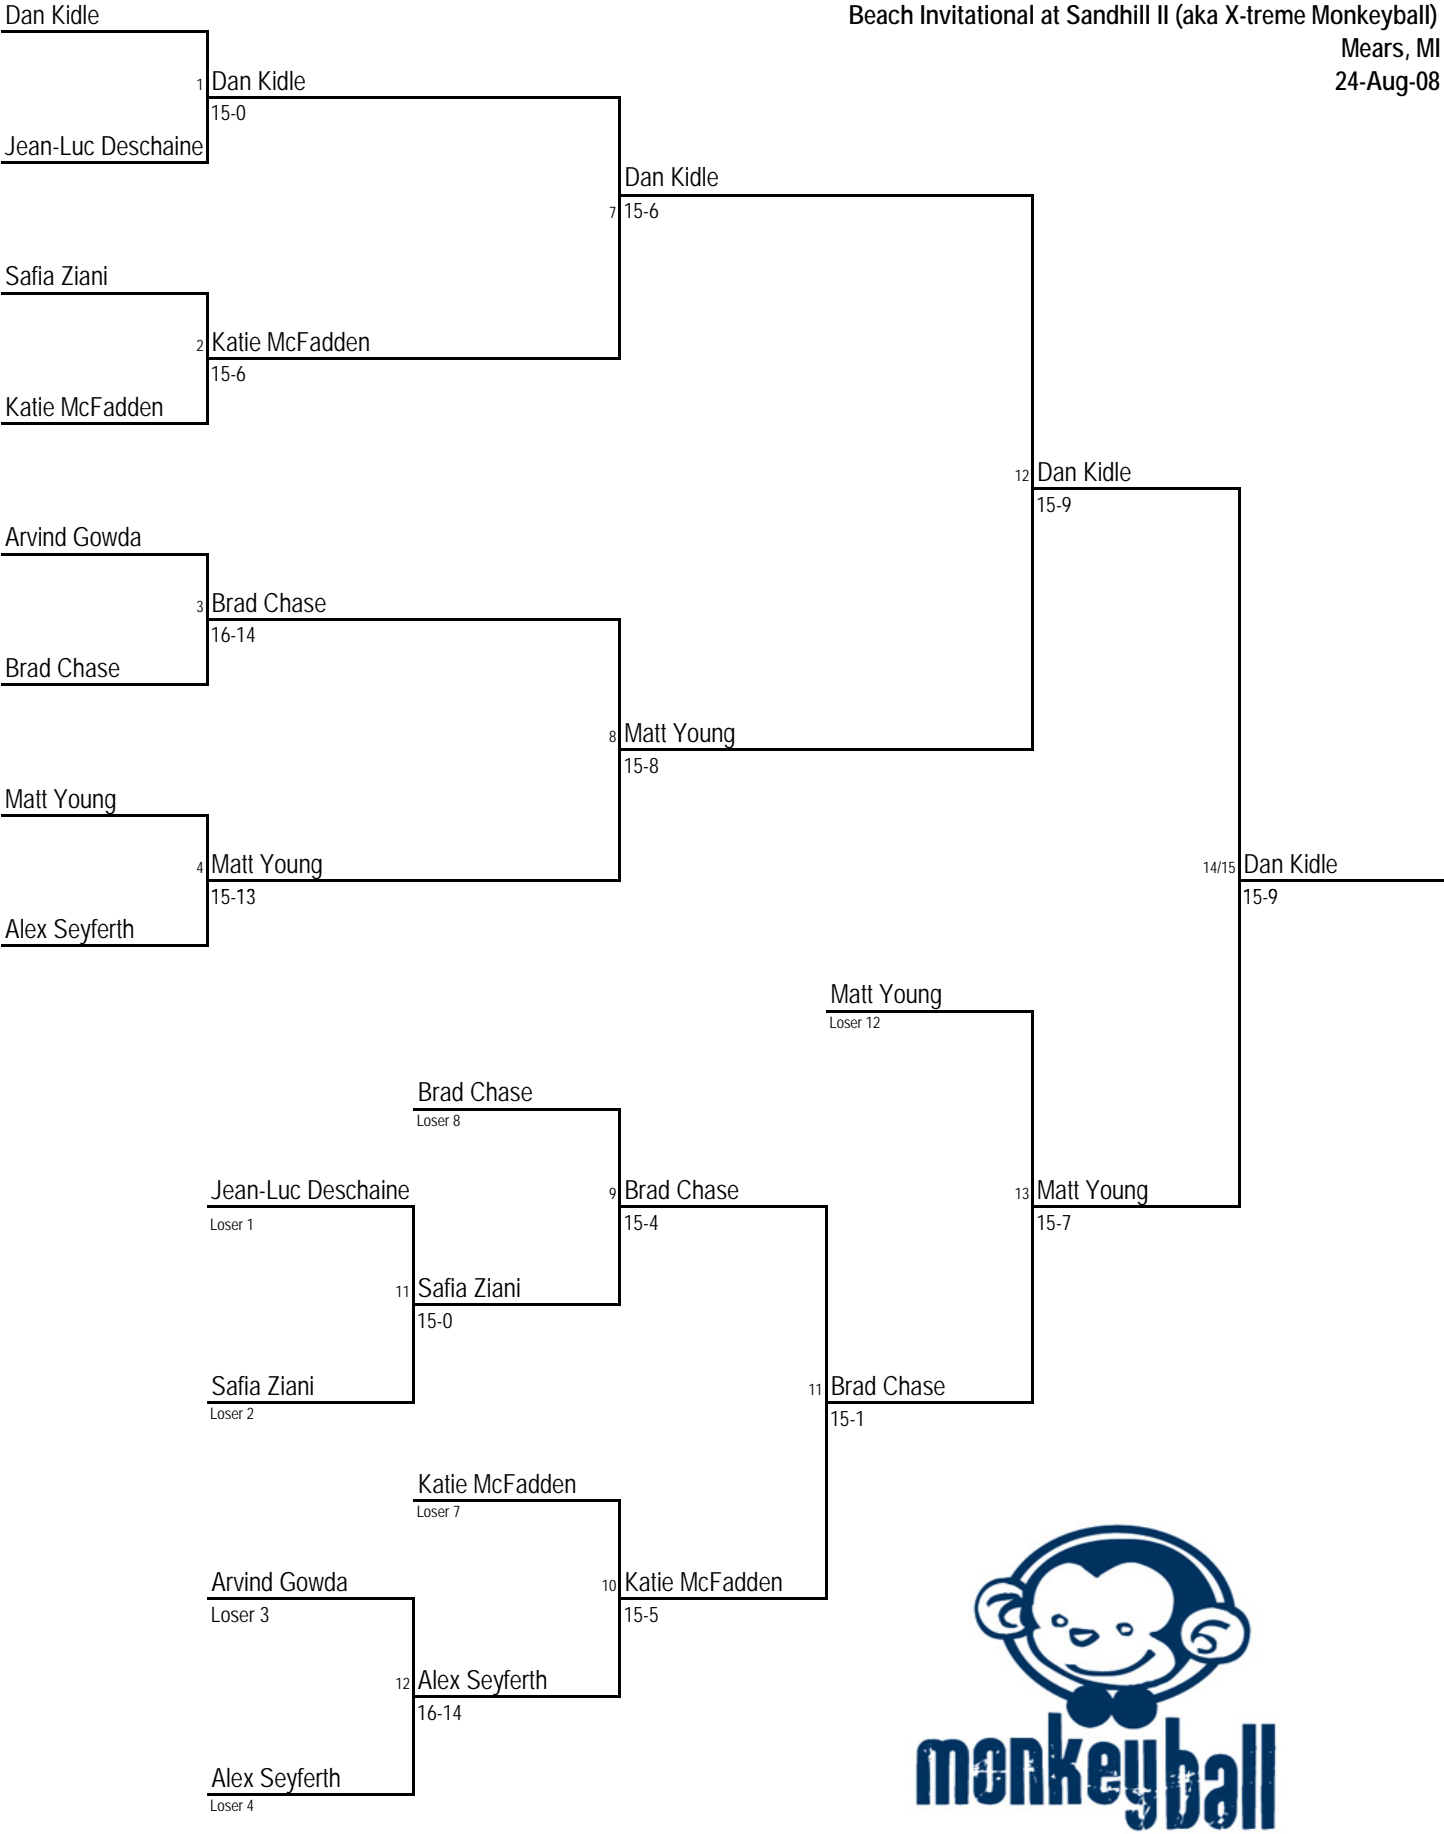 Dan Kidle
Beach Invitational at Sandhill II (aka X-treme Monkeyball)
Mears, MI
24-Aug-08
1 Dan Kidle
15-0
Jean-Luc Deschaine
Dan Kidle
7 15-6
Safia Ziani
2 Katie McFadden
15-6
Katie McFadden
12 Dan Kidle
15-9
Arvind Gowda
3 Brad Chase
16-14
Brad Chase
8 Matt Young
15-8
Matt Young
4 Matt Young
15-13
14/15 Dan Kidle
15-9
Alex Seyferth
Matt Young
Loser 12
Brad Chase
Loser 8
Jean-Luc Deschaine
Loser 1
9 Brad Chase
15-4
13 Matt Young
15-7
11 Safia Ziani
15-0
Safia Ziani
Loser 2
11 Brad Chase
15-1
Katie McFadden
Loser 7
Arvind Gowda
Loser 3
10 Katie McFadden
15-5
12 Alex Seyferth
16-14
Alex Seyferth
Loser 4
monkeyball